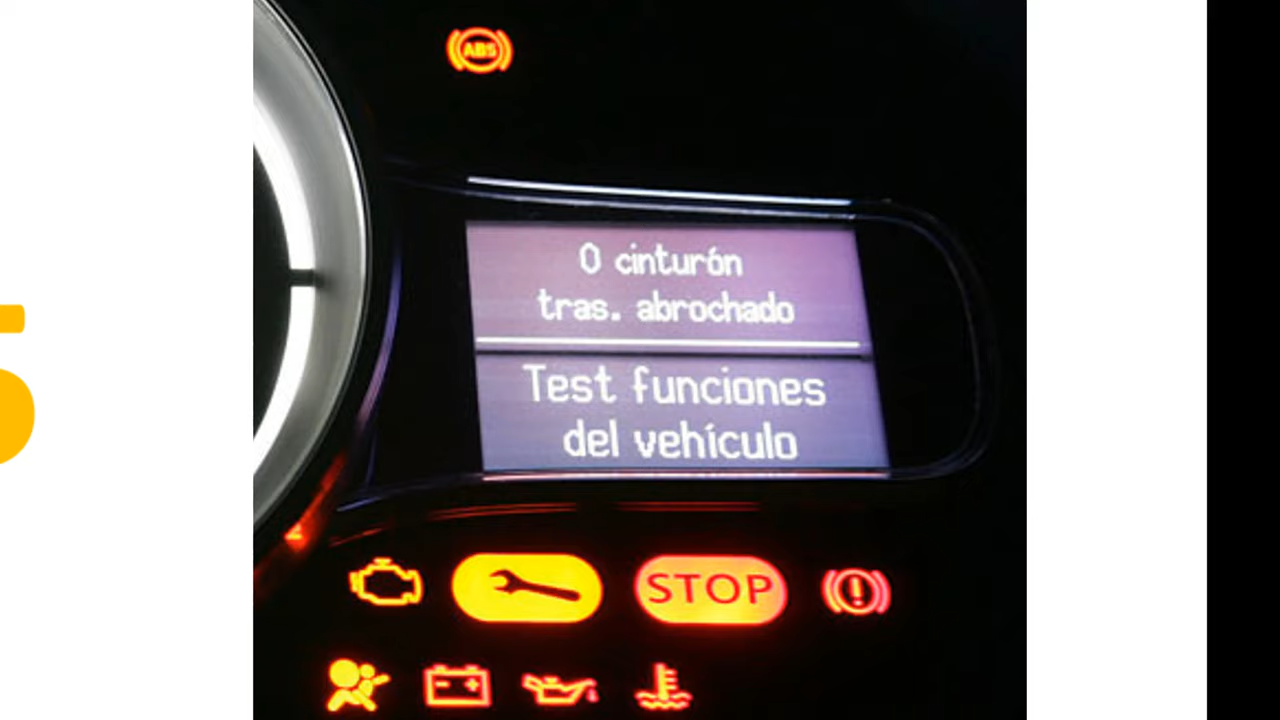 ABS
0 cinturón
tras. abrochado
Test funciones
del vehículo
STOP